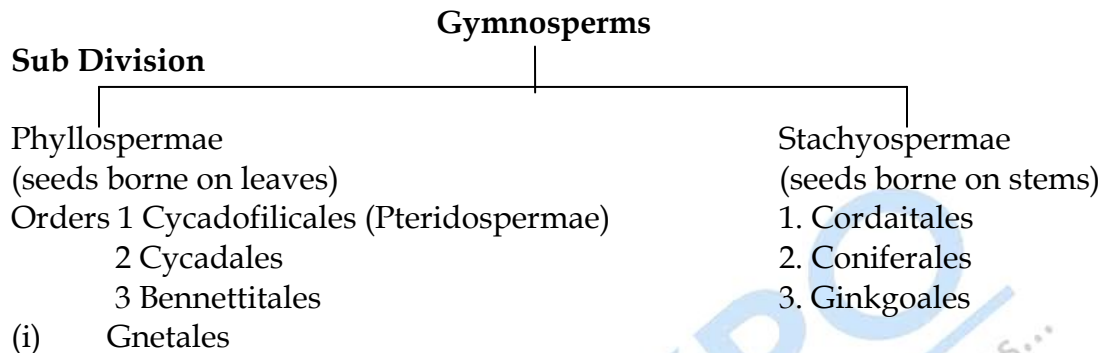 Gymnosperms
Sub Division
Phyllospermae Stachyospermae
(seeds borne on leaves) (seeds borne on stems)
Orders 1 Cycadofilicales (Pteridospermae) 1. Cordaitales
2 Cycadales 2. Coniferales
3 Bennettitales 3. Ginkgoales
(i) Gnetales